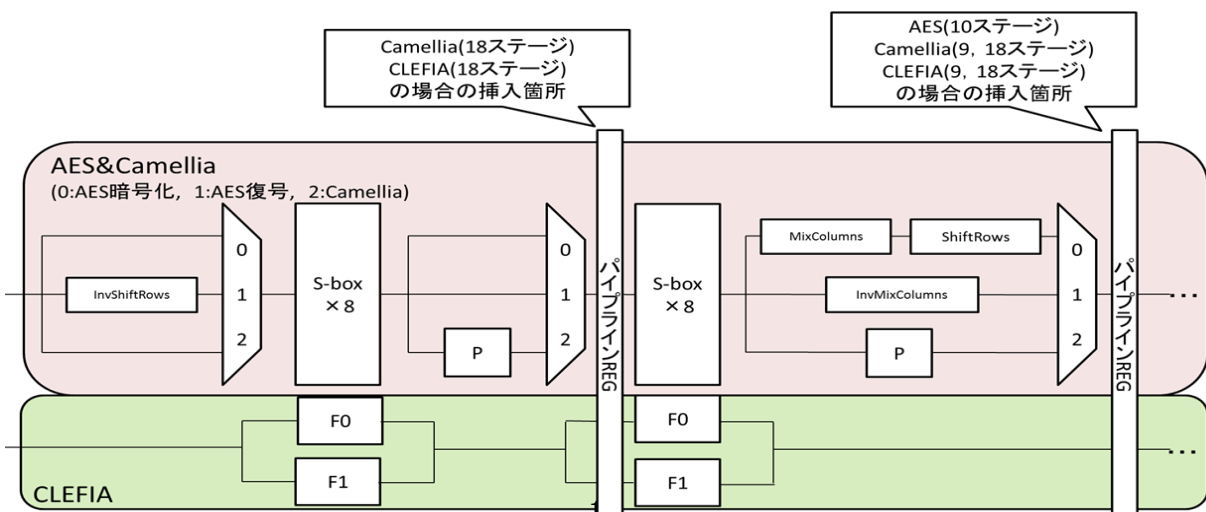 Camellia(18ステージ)
CLEFIA(18ステージ)
の場合の挿入箇所
AES(10ステージ)
Camellia(9, 18ステージ)
CLEFIA(9, 18ステージ)
の場合の挿入箇所
AES&Camellia
(0:AES暗号化, 1:AES復号, 2:Camellia)
InvShiftRows
0
1
2
S-box
×8
P
0
1
2
パイプラインREG
S-box
×8
MixColumns
ShiftRows
InvMixColumns
P
0
1
2
パイプラインREG
...
F0
F1
F0
F1
...
CLEFIA